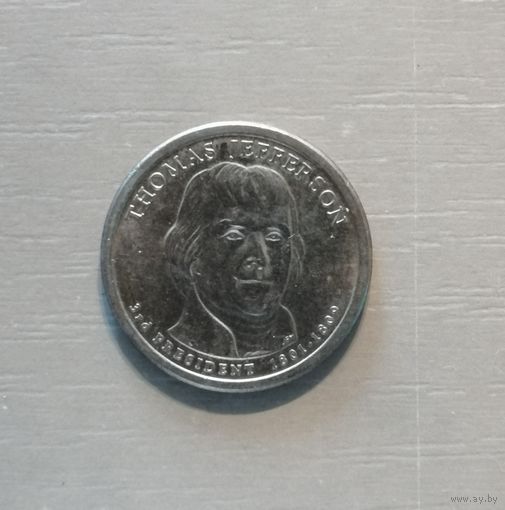 THOMAS JEFFERSON
3rd PRESIDENT 1801-1809
www.ay.by